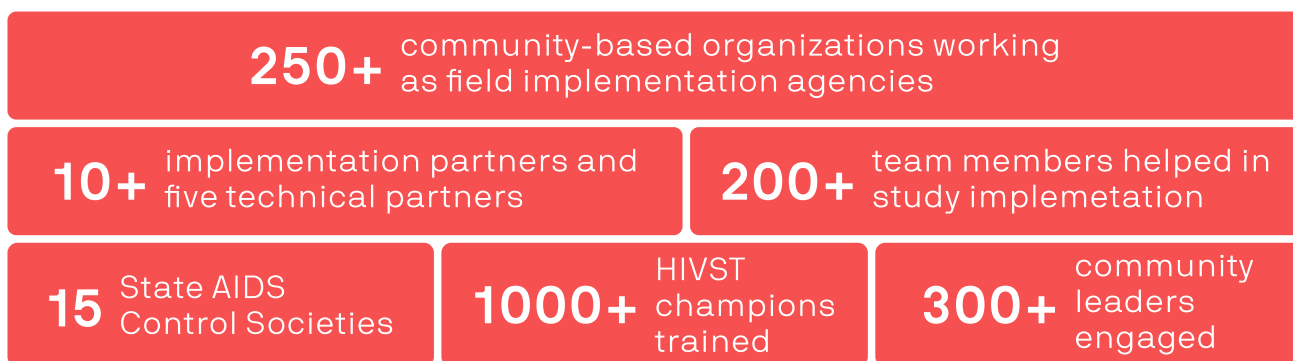 250+ community-based organizations working
as field implementation agencies
10+ implementation partners and
five technical partners
200+ team members helped in
study implemetation
15 State AIDS
Control Societies
1000+ HIVST
champions
trained
300+ community
leaders
engaged